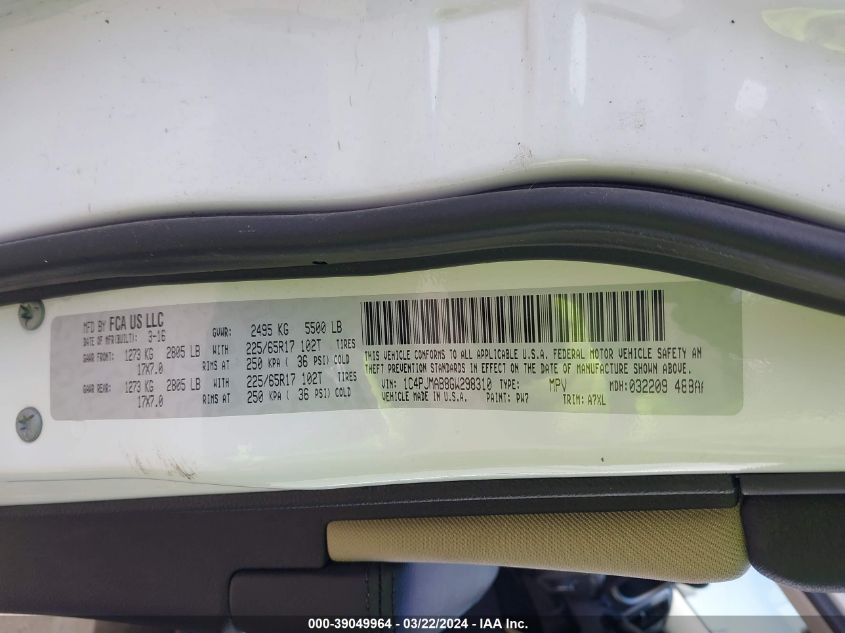 MFD BY FCA US LLC
DATE OF MFR(BUILT): 3-16
GVWR: 2495 KG 5500 LB
GAWR FRONT: 1273 KG 2805 LB WITH 225/65R17 102T TIRES
17X7.0 RIMS AT 250 KPA ( 36 PSI) COLD
GAWR REAR: 1273 KG 2805 LB WITH 225/65R17 102T TIRES
17X7.0 RIMS AT 250 KPA ( 36 PSI) COLD
THIS VEHICLE CONFORMS TO ALL APPLICABLE U.S.A. FEDERAL MOTOR VEHICLE SAFETY AN
THEFT PREVENTION STANDARDS IN EFFECT ON THE DATE OF MANUFACTURE SHOWN ABOVE.
VIN: 1C4PJMAB8GW298310 TYPE: MPV MDH: 032209 489
VEHICLE MADE IN U.S.A. PAINT: PW7 TRIM: A7XL
000-39049964 - 03/22/2024 - IAA Inc.